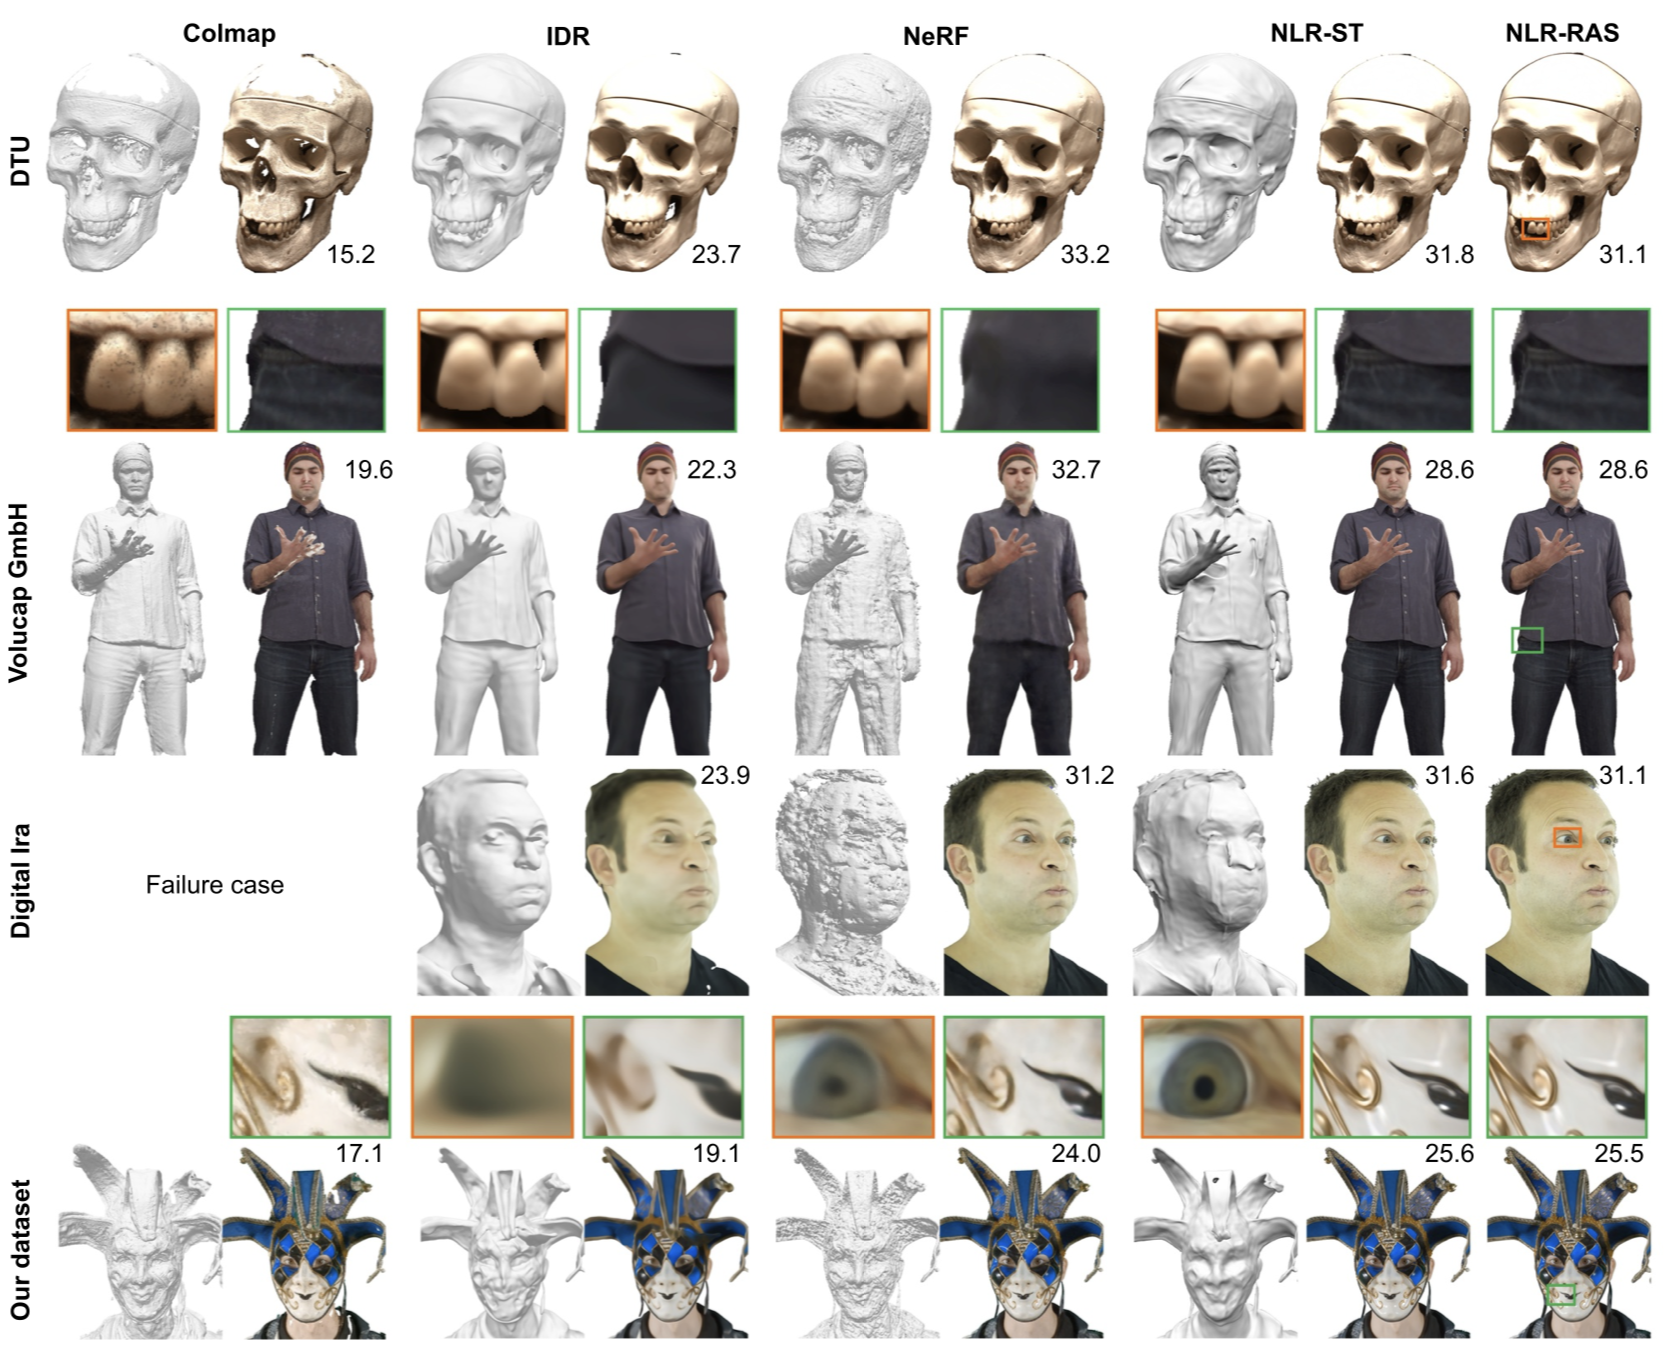 Colmap IDR NeRF NLR-ST NLR-RAS
DTU
15.2 23.7 33.2 31.8 31.1
Volucap GmbH
19.6 22.3 32.7 28.6 28.6
Digital Ira
23.9 31.2 31.6 31.1
Failure case
Our dataset
17.1 19.1 24.0 25.6 25.5